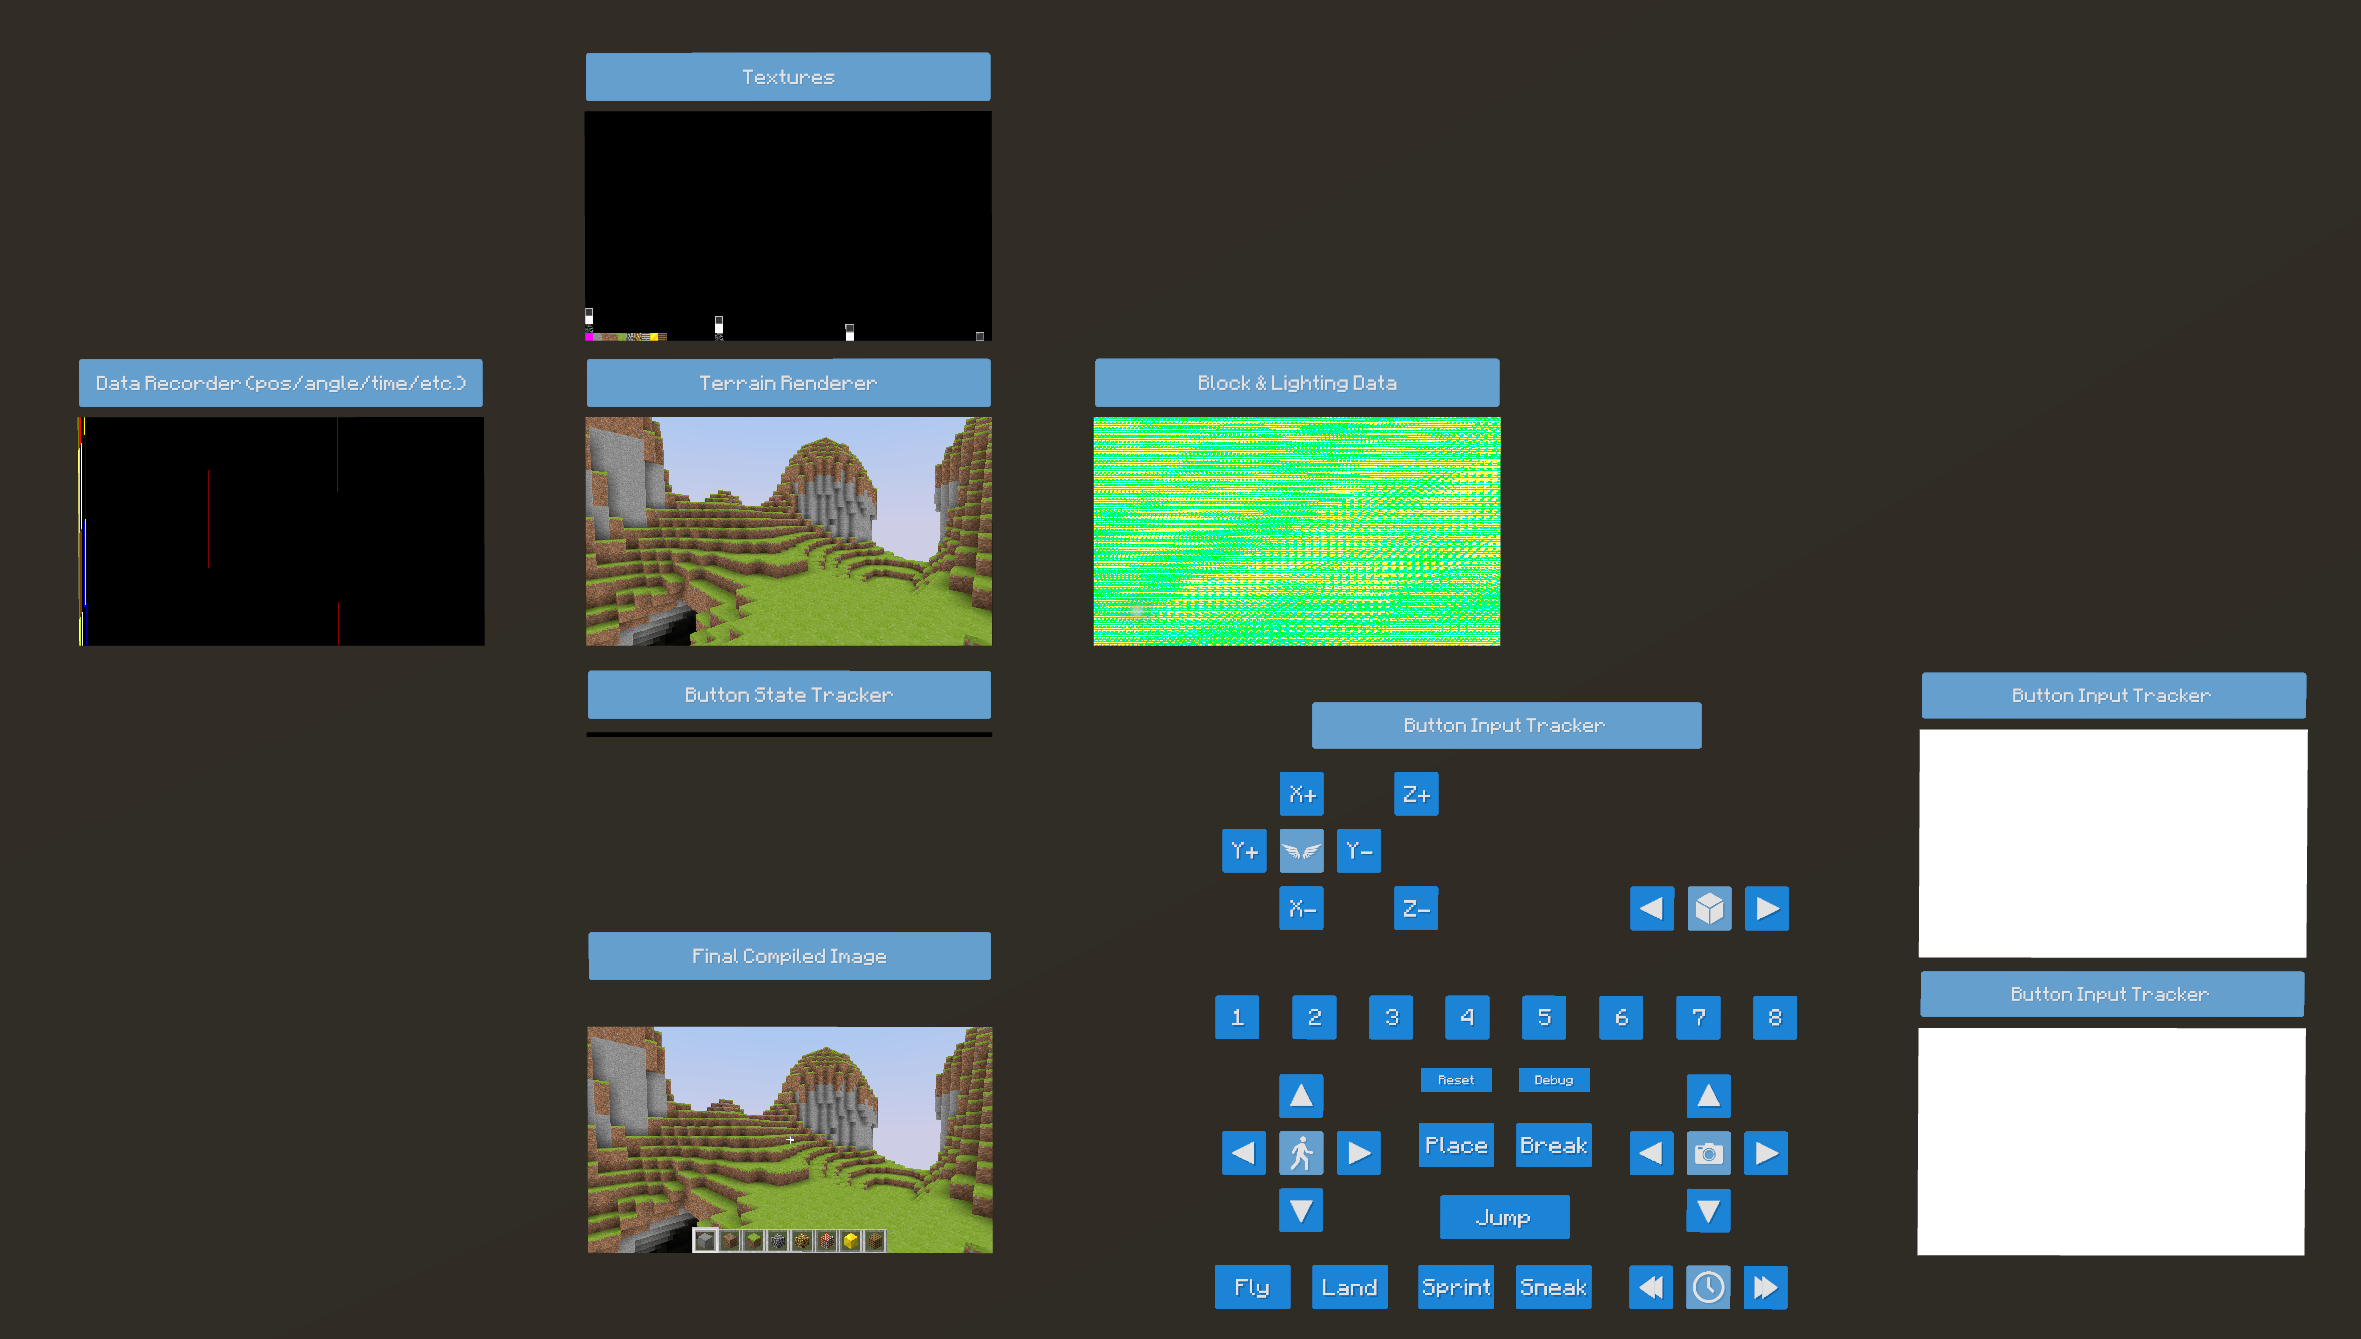 Textures
Data Recorder (pos/angle/time/etc.)
Terrain Renderer
Block & Lighting Data
Button State Tracker
Button Input Tracker
Button Input Tracker
X+
Z+
Y+
Y-
X-
Z-
Final Compiled Image
Button Input Tracker
1
2
3
4
5
6
7
8
Reset
Debug
Place
Break
Jump
Fly
Land
Sprint
Sneak